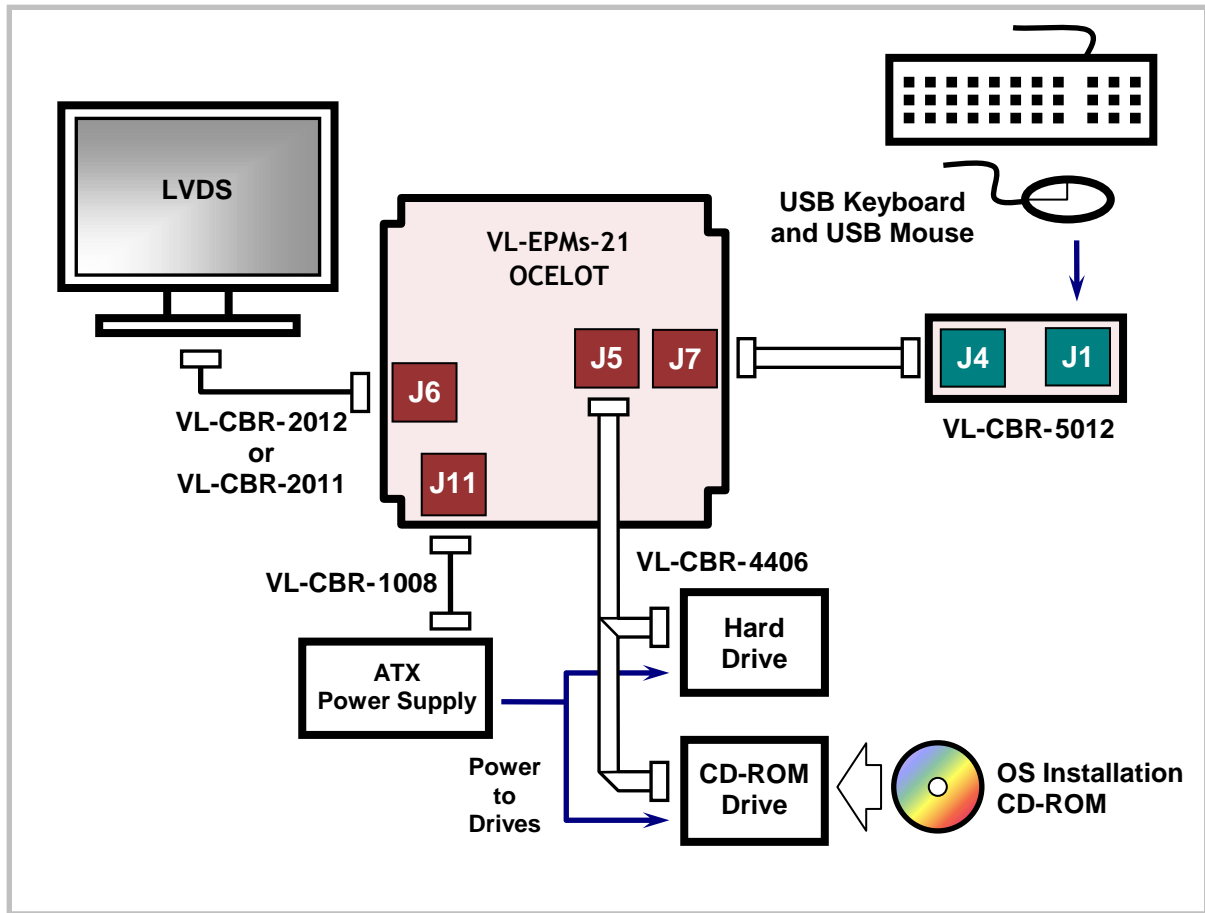 LVDS
VL-EPMs-21
OCELOT
USB Keyboard
and USB Mouse
J5
J7
J4
J1
J6
J11
VL-CBR-2012
or
VL-CBR-2011
VL-CBR-5012
VL-CBR-1008
VL-CBR-4406
ATX
Power Supply
Hard
Drive
Power
to
Drives
CD-ROM
Drive
OS Installation
CD-ROM